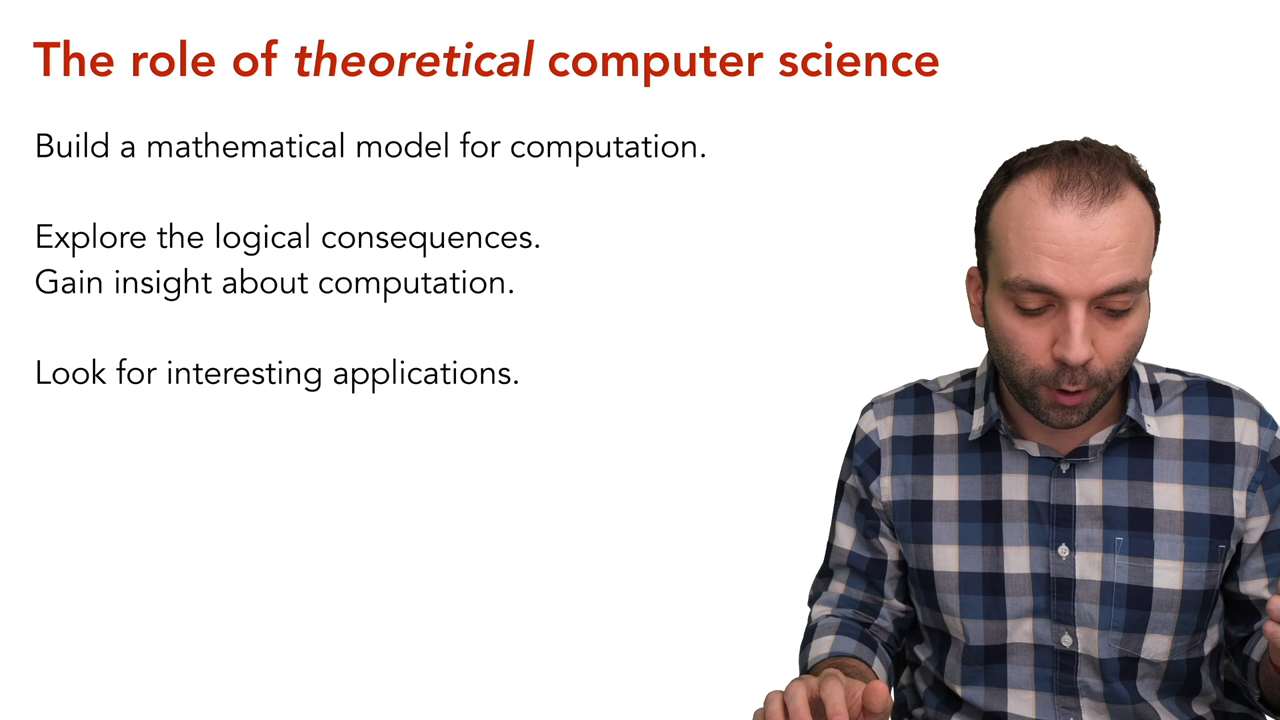 The role of theoretical computer science
Build a mathematical model for computation.
Explore the logical consequences.
Gain insight about computation.
Look for interesting applications.